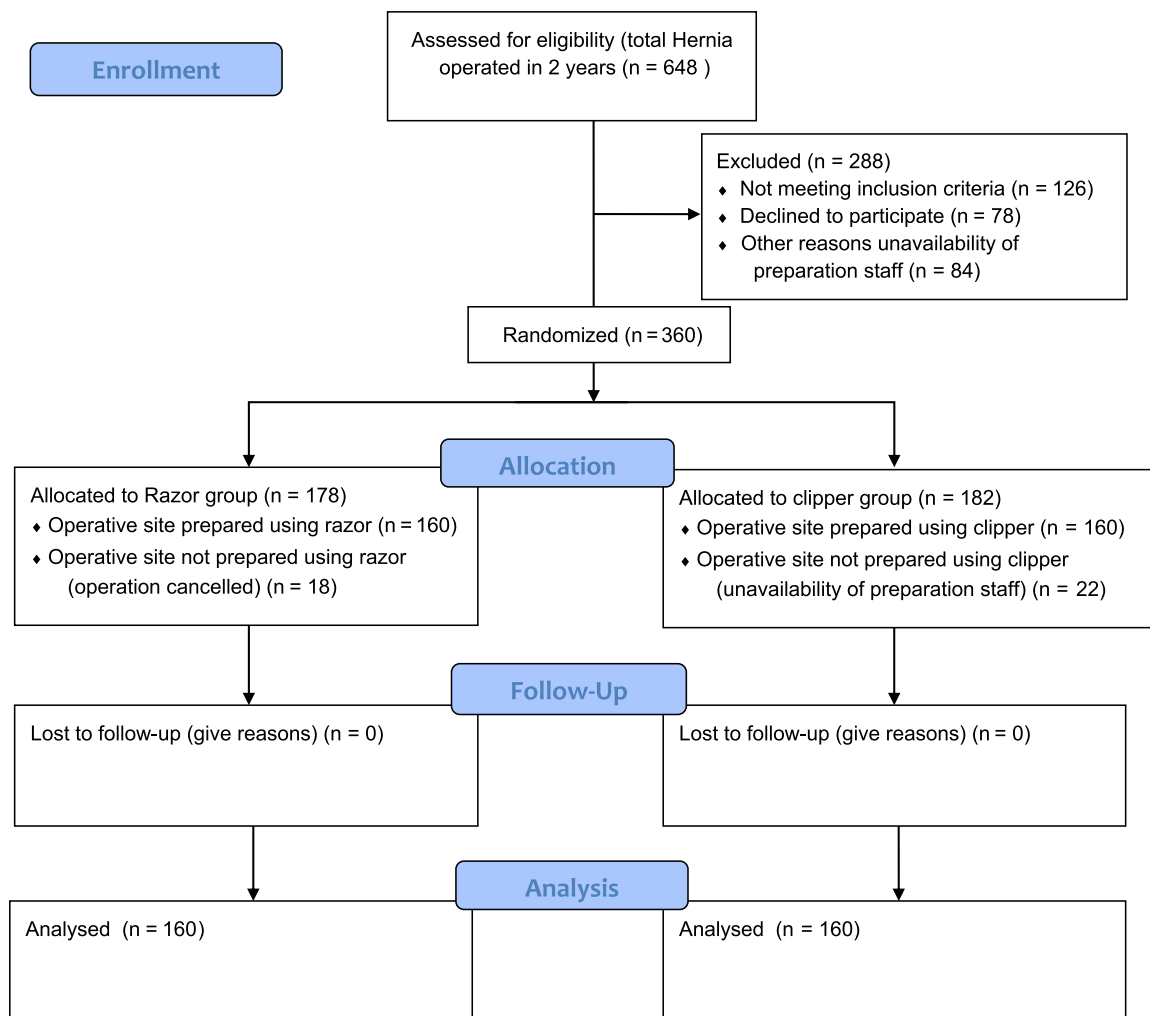 Enrollment
Assessed for eligibility (total Hernia
operated in 2 years (n = 648 )
Excluded (n = 288)
♦ Not meeting inclusion criteria (n = 126)
♦ Declined to participate (n = 78)
♦ Other reasons unavailability of
preparation staff (n = 84)
Randomized (n = 360)
Allocation
Allocated to Razor group (n = 178)
♦ Operative site prepared using razor (n = 160)
♦ Operative site not prepared using razor
(operation cancelled) (n = 18)
Allocated to clipper group (n = 182)
♦ Operative site prepared using clipper (n = 160)
♦ Operative site not prepared using clipper
(unavailability of preparation staff) (n = 22)
Follow-Up
Lost to follow-up (give reasons) (n = 0)
Lost to follow-up (give reasons) (n = 0)
Analysis
Analysed (n = 160)
Analysed (n = 160)